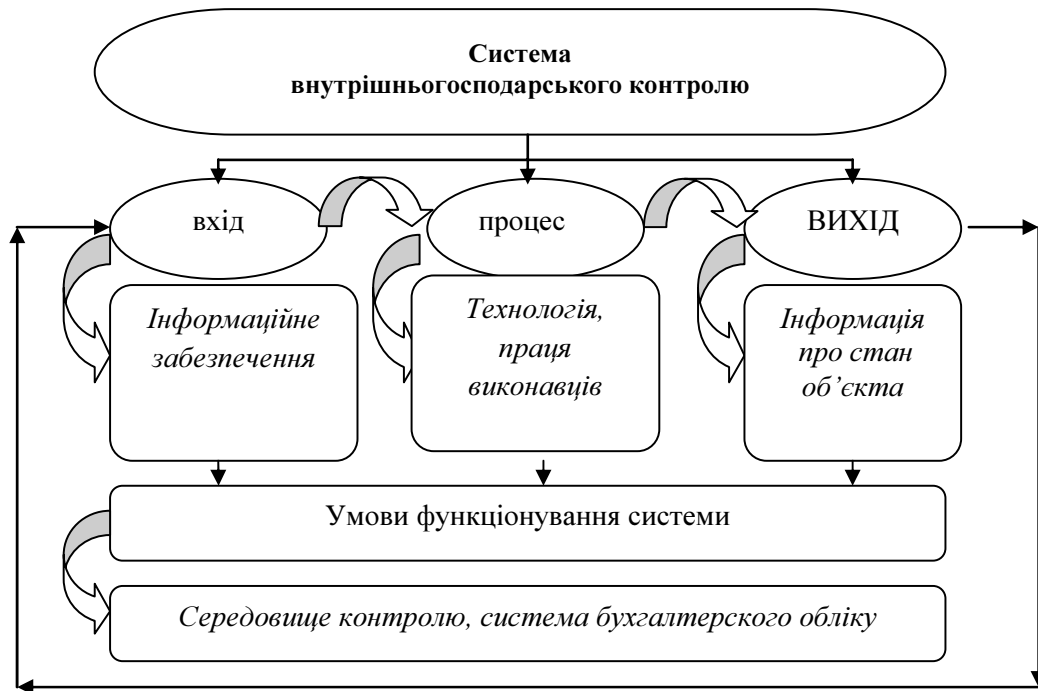 Система
внутрішньогосподарського контролю
вхід
процес
ВИХІД
Інформаційне
забезпечення
Технологія,
праця
виконавців
Інформація
про стан
об’єкта
Умови функціонування системи
Середовище контролю, система бухгалтерского обліку